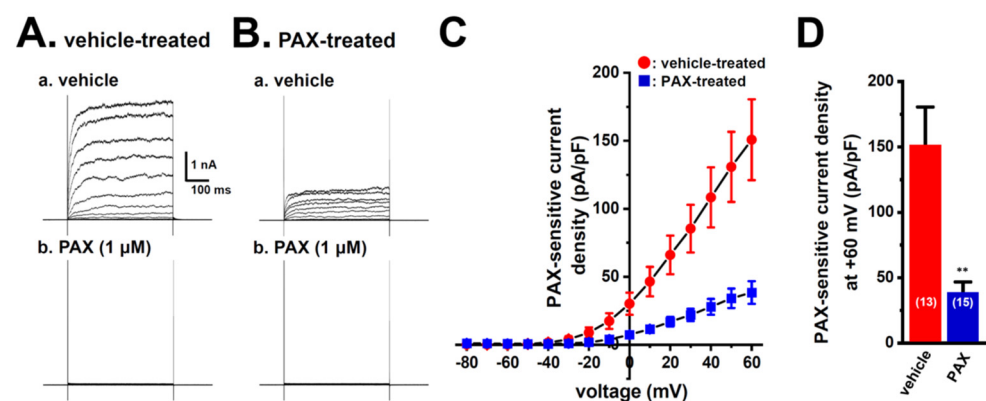 A. vehicle-treated
a. vehicle
1 nA
100 ms
b. PAX (1 µM)
B. PAX-treated
a. vehicle
b. PAX (1 µM)
C
: vehicle-treated
: PAX-treated
PAX-sensitive current
density (pA/pF)
200
150
100
50
0
-80 -60 -40 -20 0 20 40 60
voltage (mV)
D
PAX-sensitive current density
at +60 mV (pA/pF)
200
150
100
50
0
**
(13) (15)
vehicle
PAX